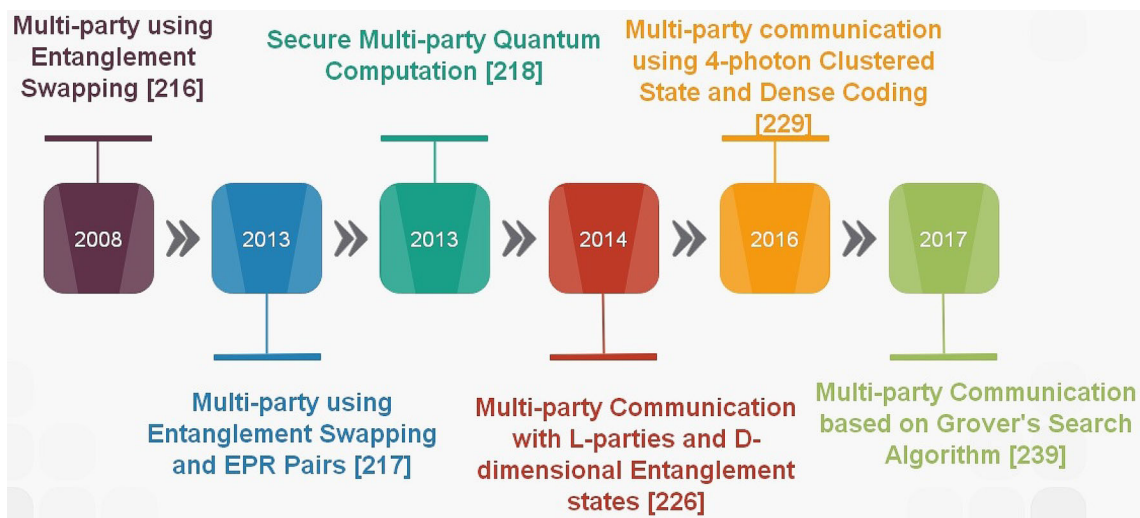 Multi-party using
Entanglement
Swapping [216]
Secure Multi-party Quantum
Computation [218]
Multi-party communication
using 4-photon Clustered
State and Dense Coding
[229]
2008
2013
2013
2014
2016
2017
Multi-party using
Entanglement Swapping
and EPR Pairs [217]
Multi-party Communication
with L-parties and D-
dimensional Entanglement
states [226]
Multi-party Communication
based on Grover's Search
Algorithm [239]